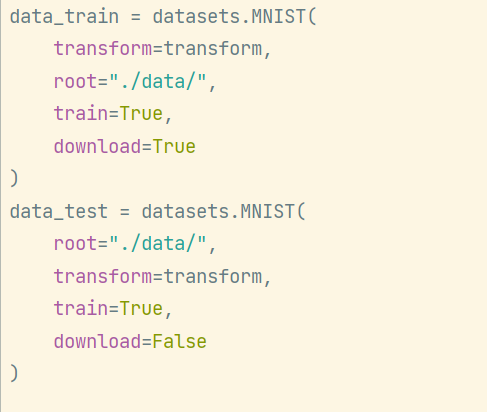 data_train = datasets.MNIST(
    transform=transform,
    root="./data/",
    train=True,
    download=True
)
data_test = datasets.MNIST(
    root="./data/",
    transform=transform,
    train=True,
    download=False
)